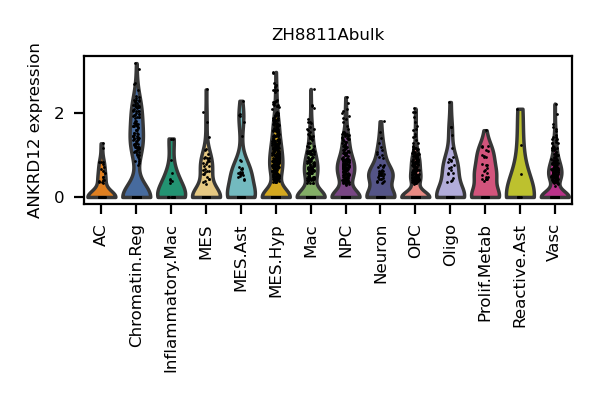 ZH8811Abulk
ANKRD12 expression
2
0
AC
Chromatin.Reg
Inflammatory.Mac
MES
MES.Ast
MES.Hyp
Mac
NPC
Neuron
OPC
Oligo
Prolif.Metab
Reactive.Ast
Vasc